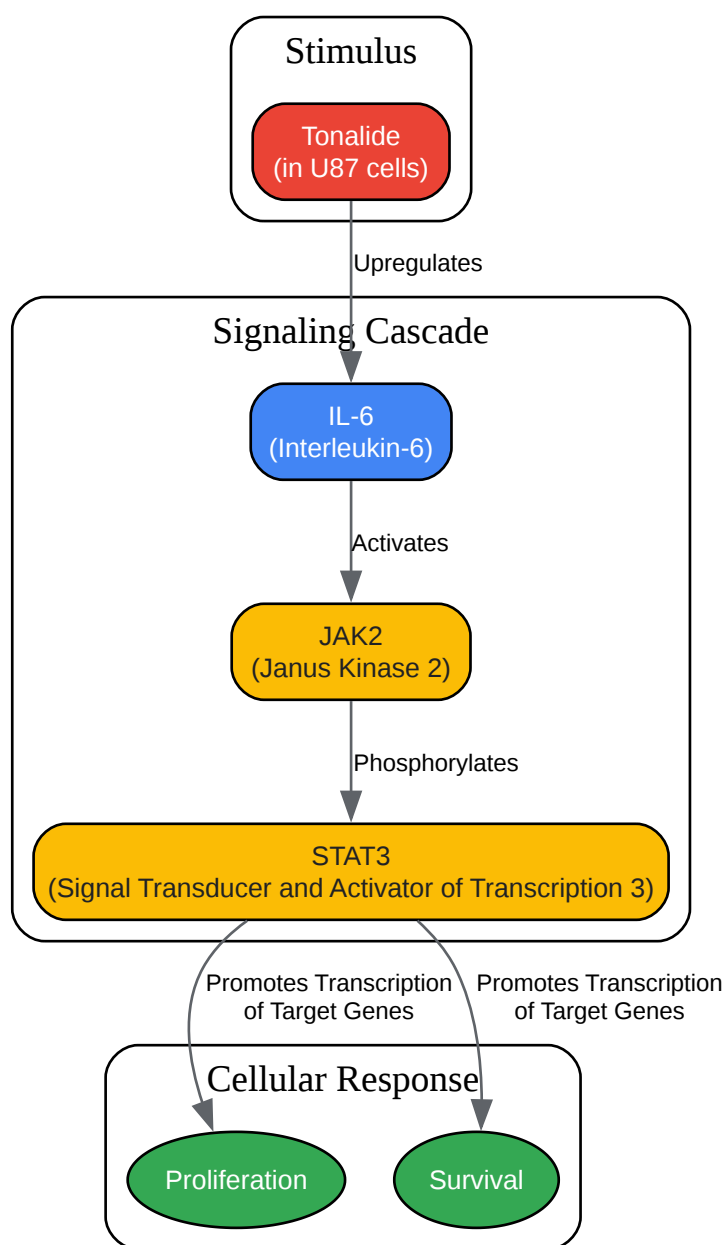 Stimulus
Tonalide
(in U87 cells)
Upregulates
Signaling Cascade
IL-6
(Interleukin-6)
Activates
JAK2
(Janus Kinase 2)
Phosphorylates
STAT3
(Signal Transducer and Activator of Transcription 3)
Promotes Transcription
of Target Genes
Promotes Transcription
of Target Genes
Cellular Response
Proliferation
Survival